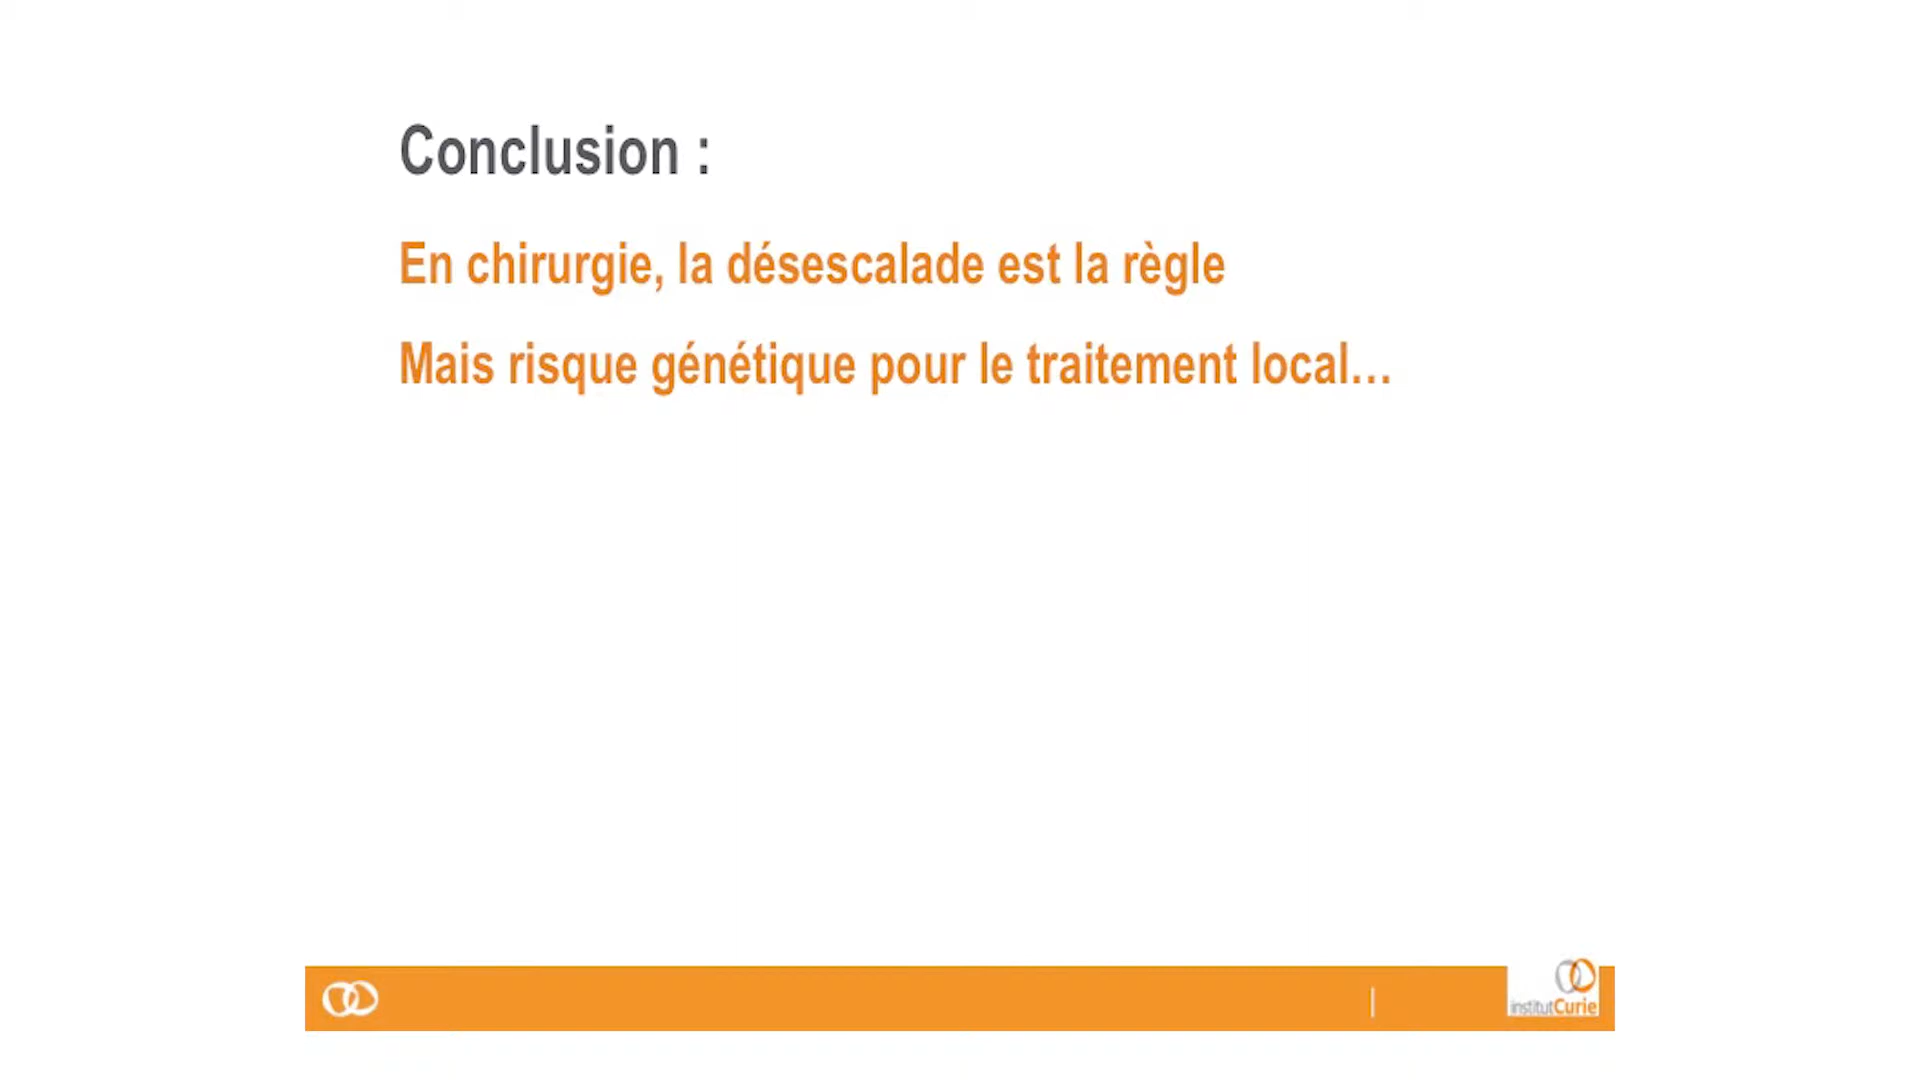 Conclusion :
En chirurgie, la désescalade est la règle
Mais risque génétique pour le traitement local...
institutCurie